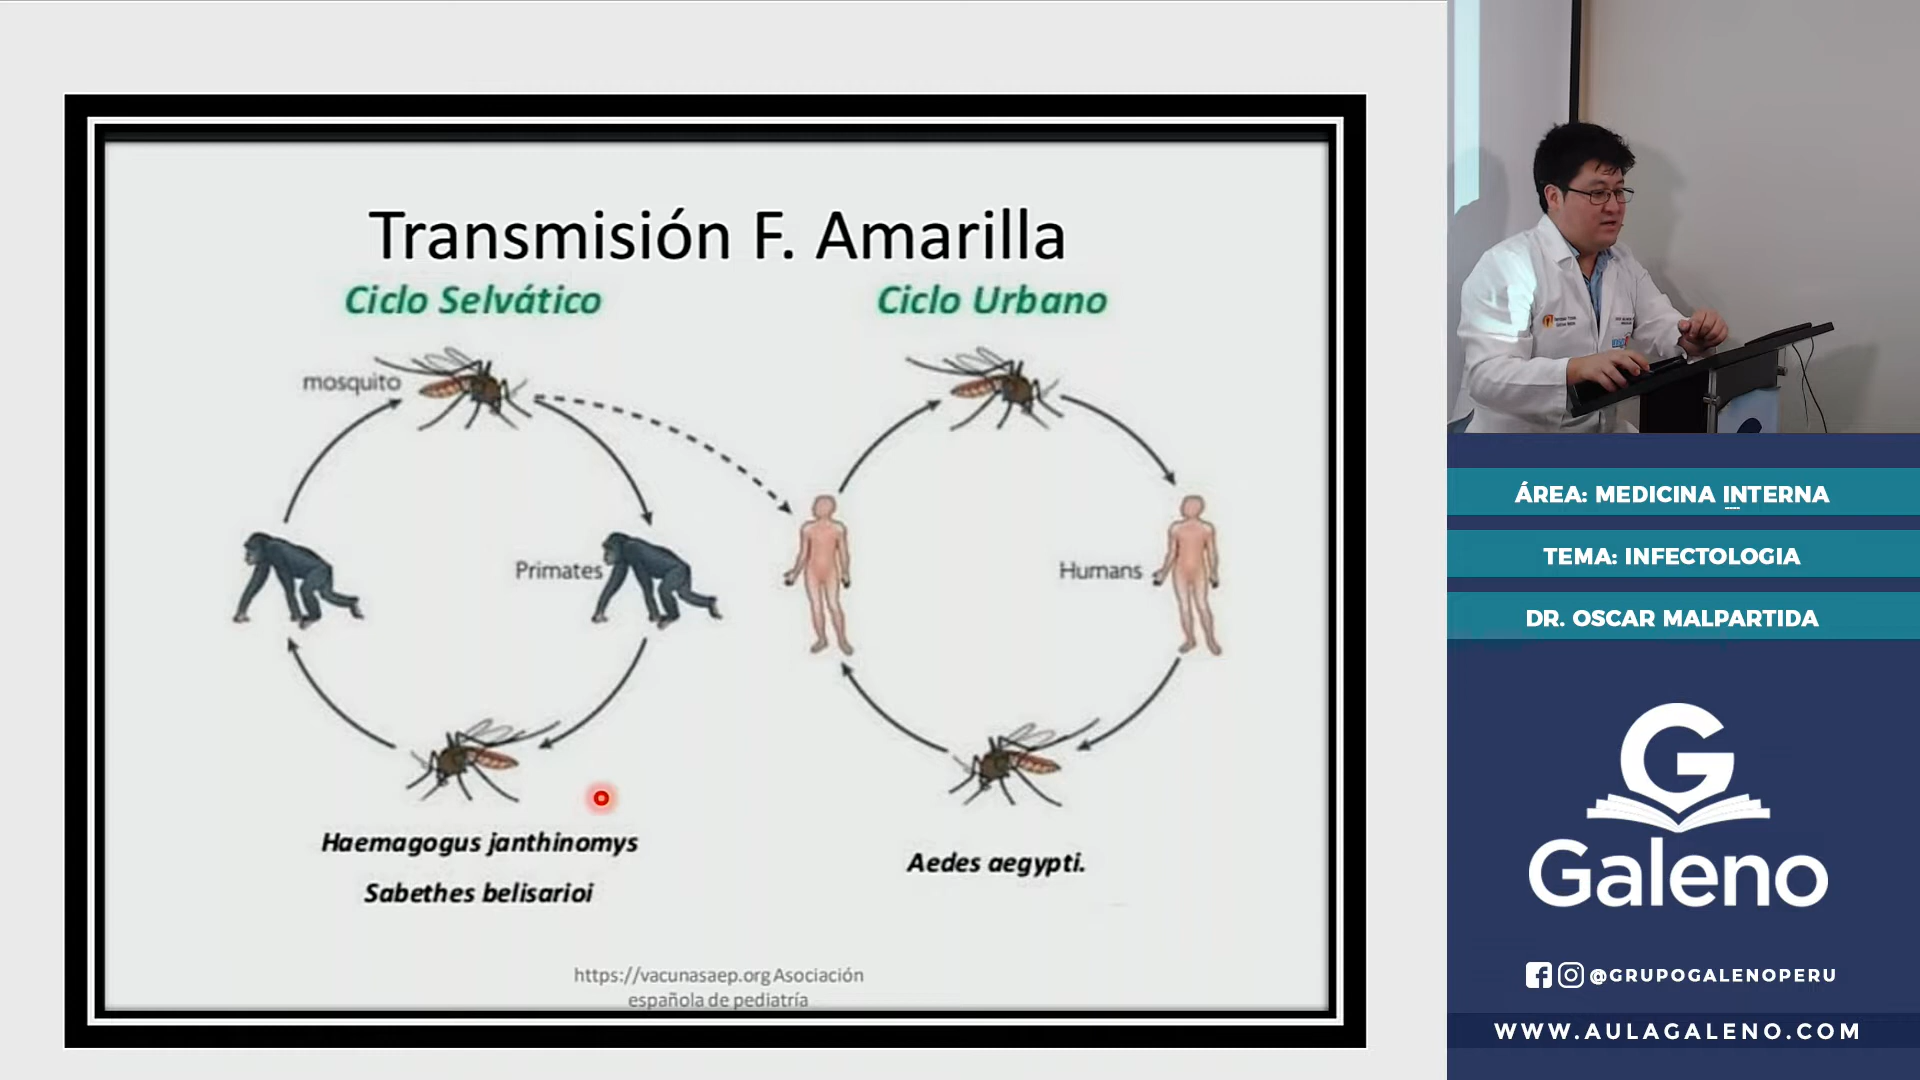 Transmisión F. Amarilla
Ciclo Selvático
Ciclo Urbano
mosquito
Primates
Humans
Haemagogus janthinomys
Sabethes belisarioi
Aedes aegypti.
https://vacunasaep.org Asociación
española de pediatría
ÁREA: MEDICINA INTERNA
TEMA: INFECTOLOGIA
DR. OSCAR MALPARTIDA
G
Galeno
@GRUPOGALENOPERU
WWW.AULAGALENO.COM